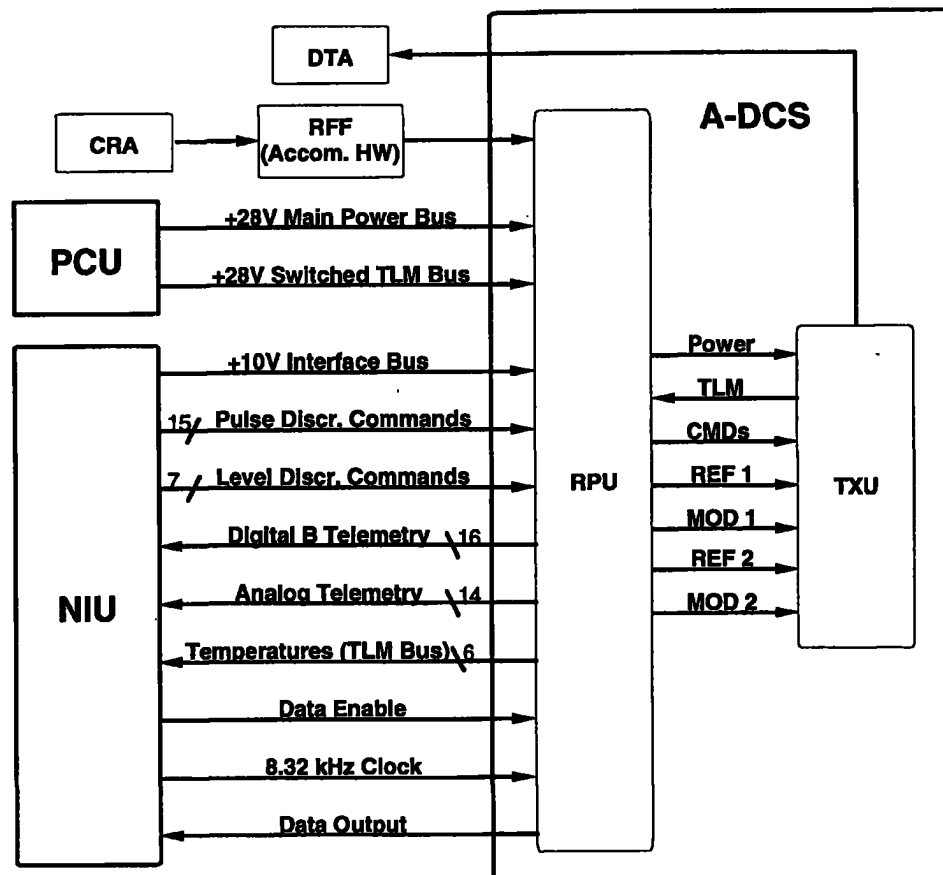 DTA
A-DCS
CRA
RFF
(Accom. HW)
PCU
+28V Main Power Bus
+28V Switched TLM Bus
NIU
+10V Interface Bus
15/ Pulse Discr. Commands
7/ Level Discr. Commands
Digital B Telemetry \16
Analog Telemetry \14
Temperatures (TLM Bus)\6
Data Enable
8.32 kHz Clock
Data Output
RPU
Power
TLM
CMDs
REF 1
MOD 1
REF 2
MOD 2
TXU